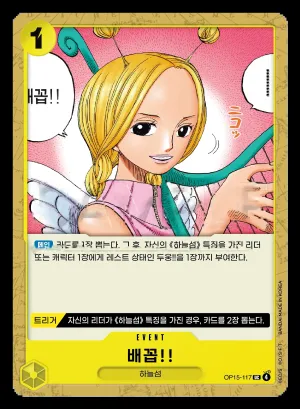 1
배꼽!!
ニコッ
메인 카드를 1장 뽑는다. 그 후, 자신의 《하늘섬》 특징을 가진 리더
또는 캐릭터 1장에게 레스트 상태인 두웅!!을 1장까지 부여한다.
트리거 자신의 리더가 《하늘섬》 특징을 가진 경우, 카드를 2장 뽑는다.
EVENT
배꼽!!
하늘섬
OP15-117 UC